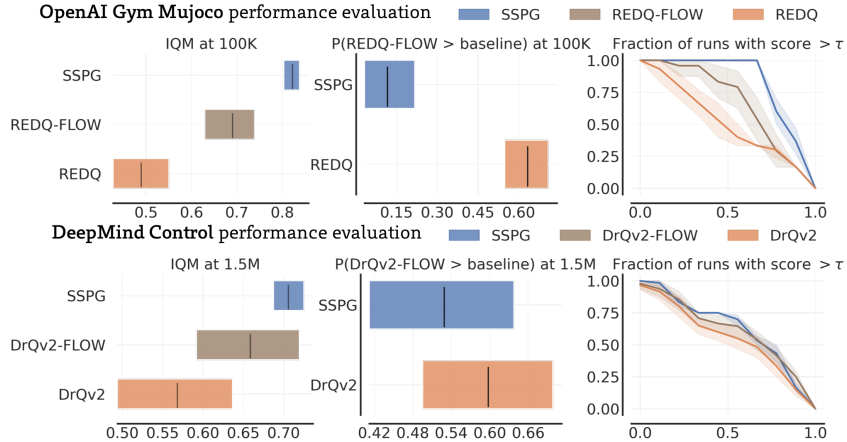 OpenAI Gym Mujoco performance evaluation SSPG REDQ-FLOW REDQ
IQM at 100K P(REDQ-FLOW > baseline) at 100K Fraction of runs with score > τ
SSPG
REDQ-FLOW
REDQ
0.5 0.6 0.7 0.8
SSPG
REDQ
0.15 0.30 0.45 0.60
1.00
0.75
0.50
0.25
0.00
0.0 0.5 1.0
DeepMind Control performance evaluation SSPG DrQv2-FLOW DrQv2
IQM at 1.5M P(DrQv2-FLOW > baseline) at 1.5M Fraction of runs with score > τ
SSPG
DrQv2-FLOW
DrQv2
0.50 0.55 0.60 0.65 0.70
SSPG
DrQv2
0.42 0.48 0.54 0.60 0.66
1.00
0.75
0.50
0.25
0.00
0.0 0.5 1.0